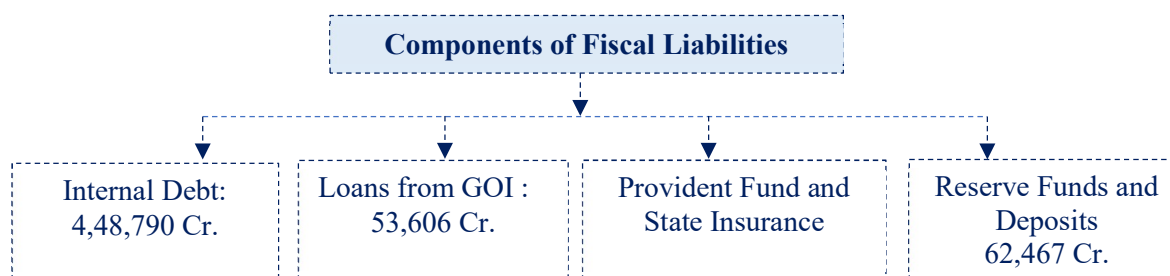 Components of Fiscal Liabilities
Internal Debt:
4,48,790 Cr.
Loans from GOI :
53,606 Cr.
Provident Fund and
State Insurance
Reserve Funds and
Deposits
62,467 Cr.